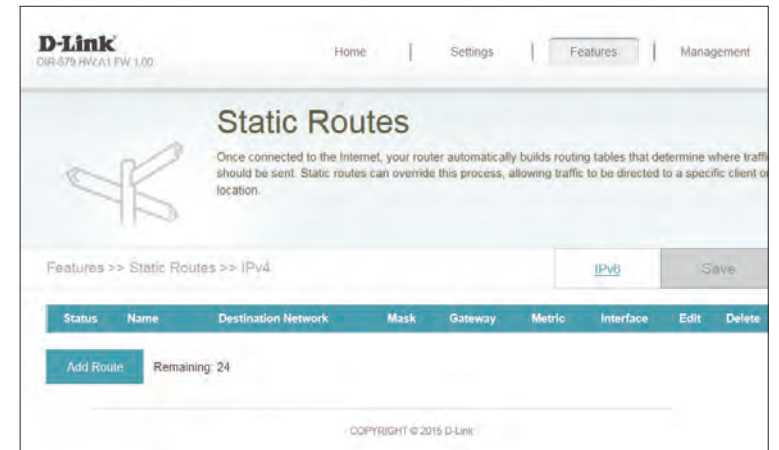 D-Link
DIR-879 HW:A1 FW:1.00
Home | Settings | Features | Management
Static Routes
Once connected to the Internet, your router automatically builds routing tables that determine where traffi
should be sent. Static routes can override this process, allowing traffic to be directed to a specific client or
location.
Features >> Static Routes >> IPv4
IPv6
Save
Status Name Destination Network Mask Gateway Metric Interface Edit Delete
Add Route Remaining: 24
COPYRIGHT © 2015 D-Link